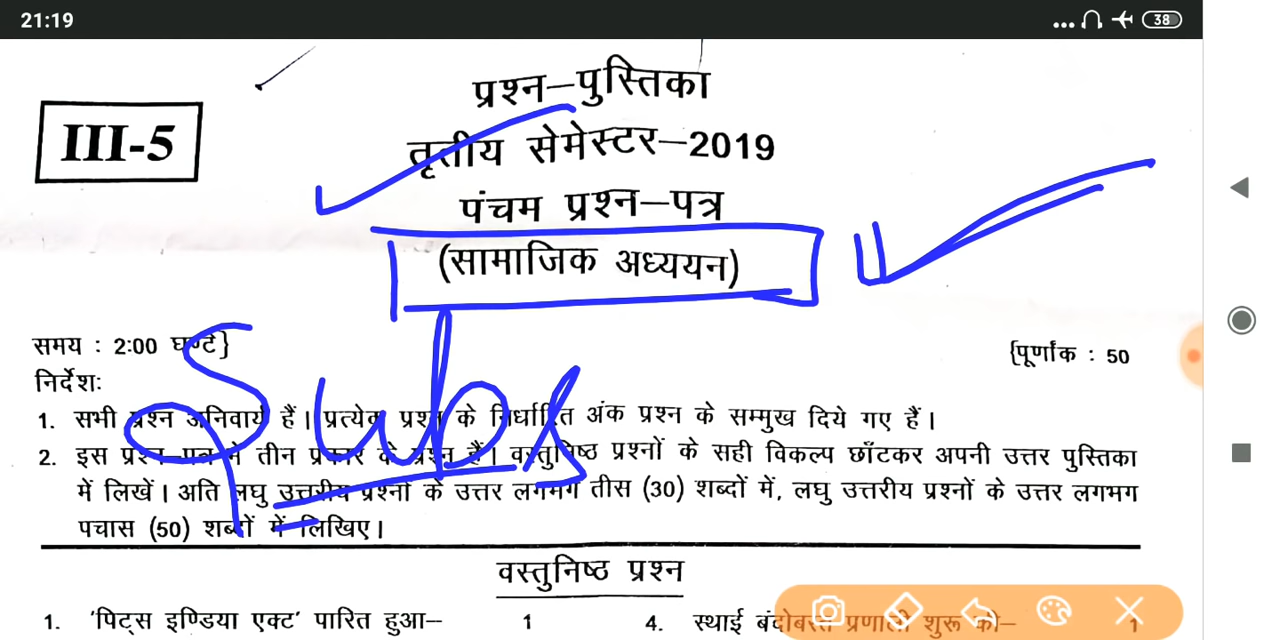 21:19
38
प्रश्न–पुस्तिका
III-5
तृतीय सेमेस्टर–2019
पंचम प्रश्न–पत्र
(सामाजिक अध्ययन)
समय : 2:00 घण्टे}
{पूर्णांक : 50
निर्देशः
1. सभी प्रश्न अनिवार्य हैं। प्रत्येक प्रश्न के निर्धारित अंक प्रश्न के सम्मुख दिये गए हैं।
2. इस प्रश्न–पत्र में तीन प्रकार के प्रश्न हैं। वस्तुनिष्ठ प्रश्नों के सही विकल्प छाँटकर अपनी उत्तर पुस्तिका
में लिखें। अति लघु उत्तरीय प्रश्नों के उत्तर लगभग तीस (30) शब्दों में, लघु उत्तरीय प्रश्नों के उत्तर लगभग
पचास (50) शब्दों में लिखिए।
Subs
वस्तुनिष्ठ प्रश्न
1. 'पिट्स इण्डिया एक्ट' पारित हुआ– 1
4. स्थाई बंदोबस्त प्रणाली शुरू की– 1